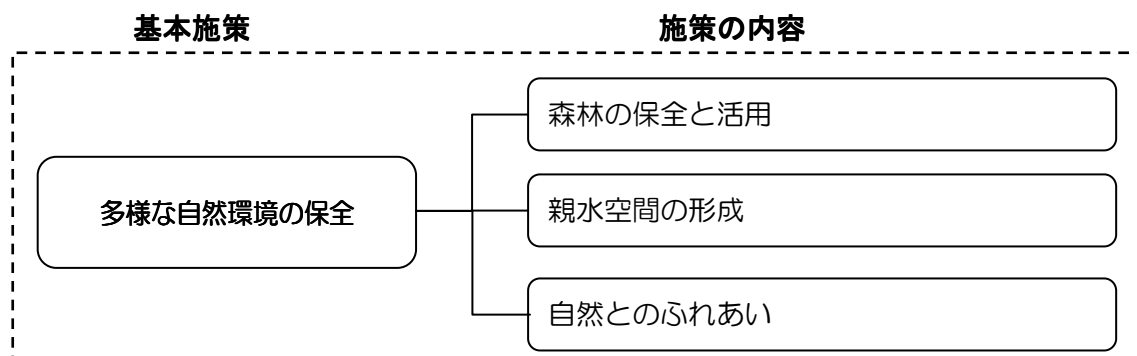 基本施策
施策の内容
多様な自然環境の保全
森林の保全と活用
親水空間の形成
自然とのふれあい